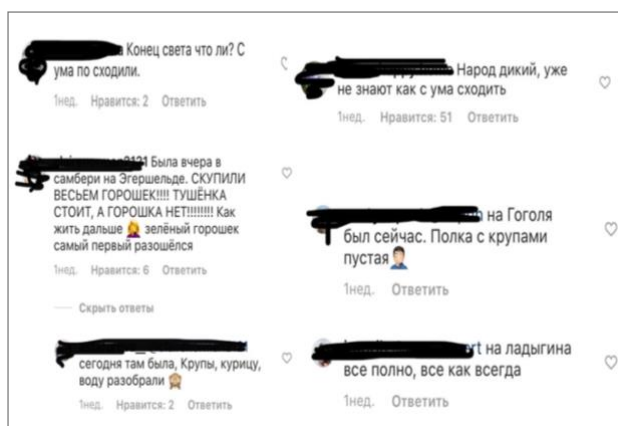 Конец света что ли? С
ума по сходили.
1нед. Нравится: 2 Ответить
Была вчера в
самбери на Эгершельде. СКУПИЛИ
ВЕСЬЕМ ГОРОШЕК!!!! ТУШЁНКА
СТОИТ, А ГОРОШКА НЕТ!!!!!!!! Как
жить дальше 🤦 зелёный горошек
самый первый разошёлся
1нед. Нравится: 6 Ответить
Скрыть ответы
сегодня там была, Крупы, курицу,
воду разобрали 🙈
1нед. Нравится: 2 Ответить
Народ дикий, уже
не знают как с ума сходить
1нед. Нравится: 51 Ответить
на Гоголя
был сейчас. Полка с крупами
пустая 🤦🏻‍♂️
1нед. Ответить
на ладыгина
все полно, все как всегда
1нед. Ответить